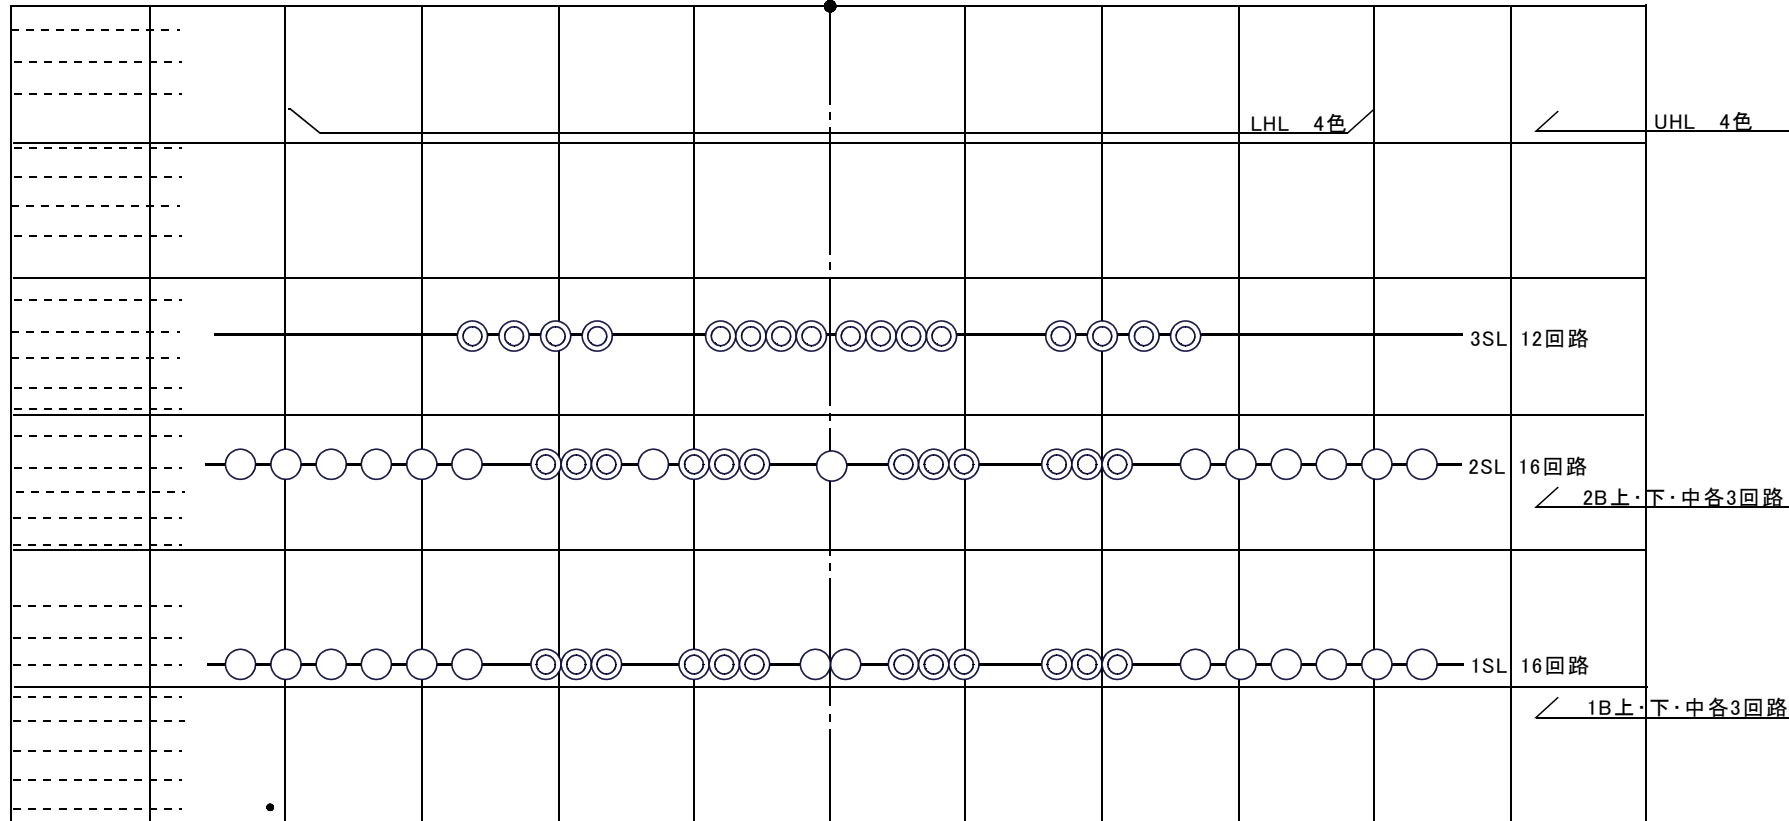 LHL 4色
UHL 4色
3SL 12回路
2SL 16回路
2B上・下・中各3回路
1SL 16回路
1B上・下・中各3回路